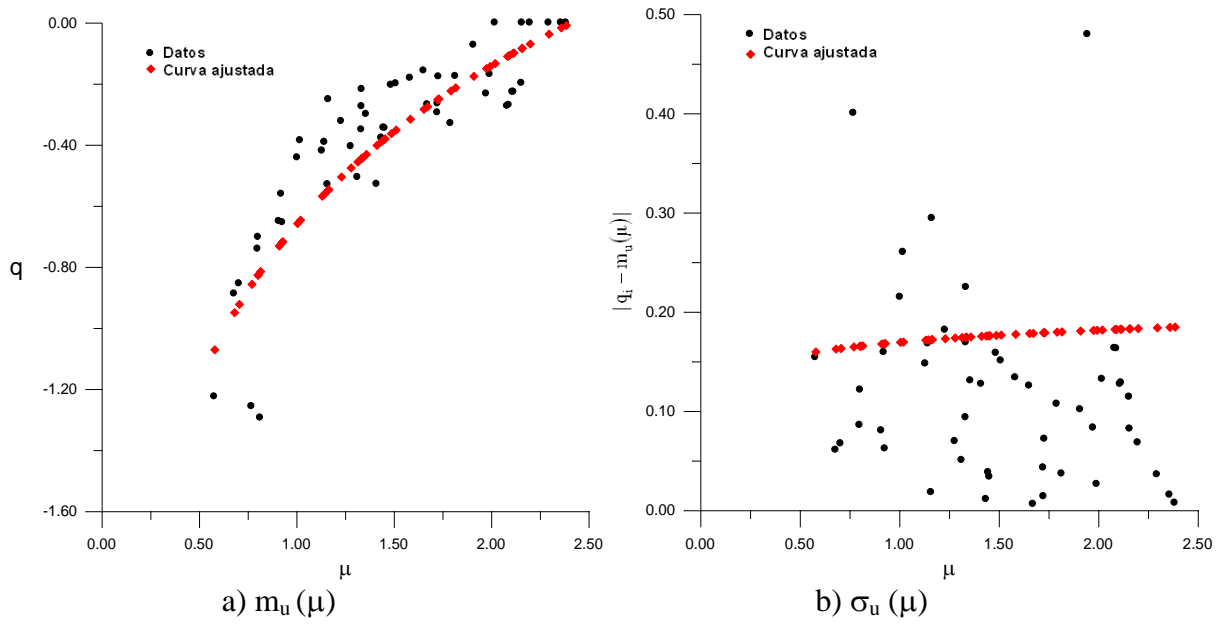 0.00
-0.40
-0.80
-1.20
-1.60
q
Datos
Curva ajustada
0.00 0.50 1.00 1.50 2.00 2.50
μ
a) mᵤ (μ)
0.50
0.40
0.30
0.20
0.10
0.00
| qᵢ − mᵤ(μ) |
Datos
Curva ajustada
0.00 0.50 1.00 1.50 2.00 2.50
μ
b) σᵤ (μ)